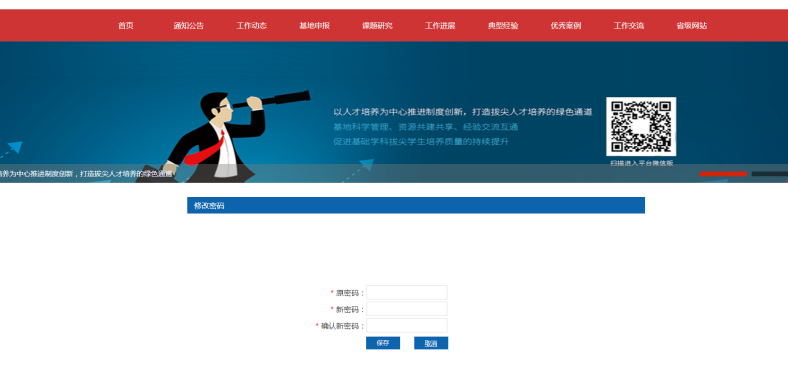 首页 通知公告 工作动态 基地申报 课题研究 工作进展 典型经验 优秀案例 工作交流 省级网站
以人才培养为中心推进制度创新，打造拔尖人才培养的绿色通道
基地科学管理、资源共建共享、经验交流互通
促进基础学科拔尖学生培养质量的持续提升
扫描进入平台微信版
培养为中心推进制度创新，打造拔尖人才培养的绿色通道
修改密码
* 原密码：
* 新密码：
* 确认新密码：
保存 取消